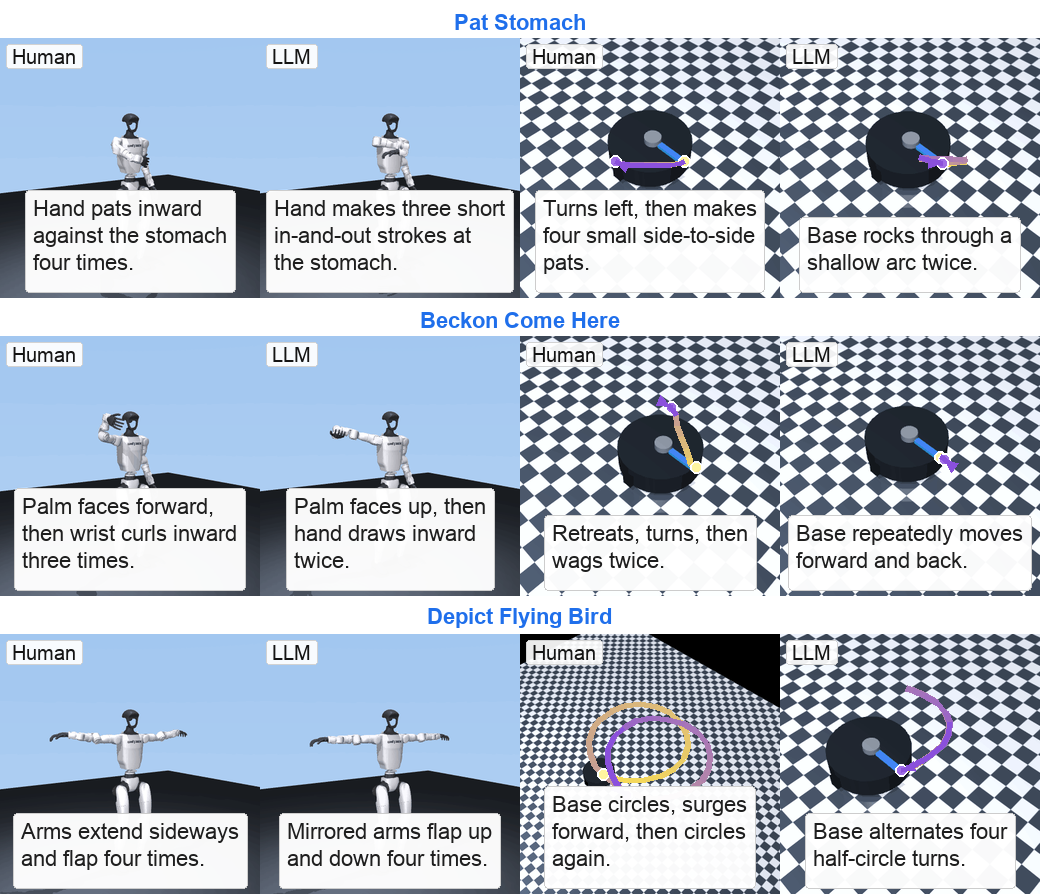 Pat Stomach
Human
LLM
Human
LLM
Hand pats inward
against the stomach
four times.
Hand makes three short
in-and-out strokes at
the stomach.
Turns left, then makes
four small side-to-side
pats.
Base rocks through a
shallow arc twice.
Beckon Come Here
Human
LLM
Human
LLM
Palm faces forward,
then wrist curls inward
three times.
Palm faces up, then
hand draws inward
twice.
Retreats, turns, then
wags twice.
Base repeatedly moves
forward and back.
Depict Flying Bird
Human
LLM
Human
LLM
Arms extend sideways
and flap four times.
Mirrored arms flap up
and down four times.
Base circles, surges
forward, then circles
again.
Base alternates four
half-circle turns.